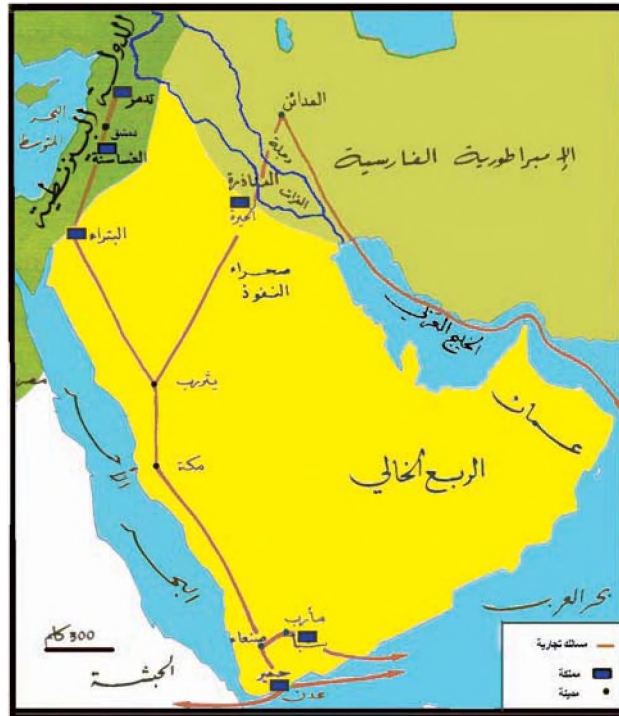 الدولة البيزنطية
البحر
المتوسط
تدمر
دمشق
الغساسنة
البتراء
المدائن
دجلة
الفرات
المناذرة
الحيرة
الإمبراطورية الفارسية
صحراء
النفوذ
الخليج العربي
مصر
يثرب
مكة
عمان
الربع الخالي
البحر الأحمر
بحر العرب
مأرب
سبأ
صنعاء
حمير
عدن
300 كلم
الحبشة
مسالك تجارية
مملكة
مدينة